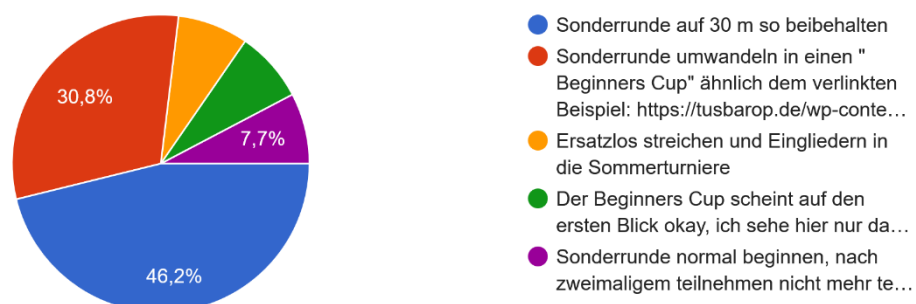 30,8%
7,7%
46,2%
Sonderrunde auf 30 m so beibehalten
Sonderrunde umwandeln in einen "
Beginners Cup" ähnlich dem verlinkten
Beispiel: https://tusbarop.de/wp-conte…
Ersatzlos streichen und Eingliedern in
die Sommerturniere
Der Beginners Cup scheint auf den
ersten Blick okay, ich sehe hier nur da…
Sonderrunde normal beginnen, nach
zweimaligem teilnehmen nicht mehr te…